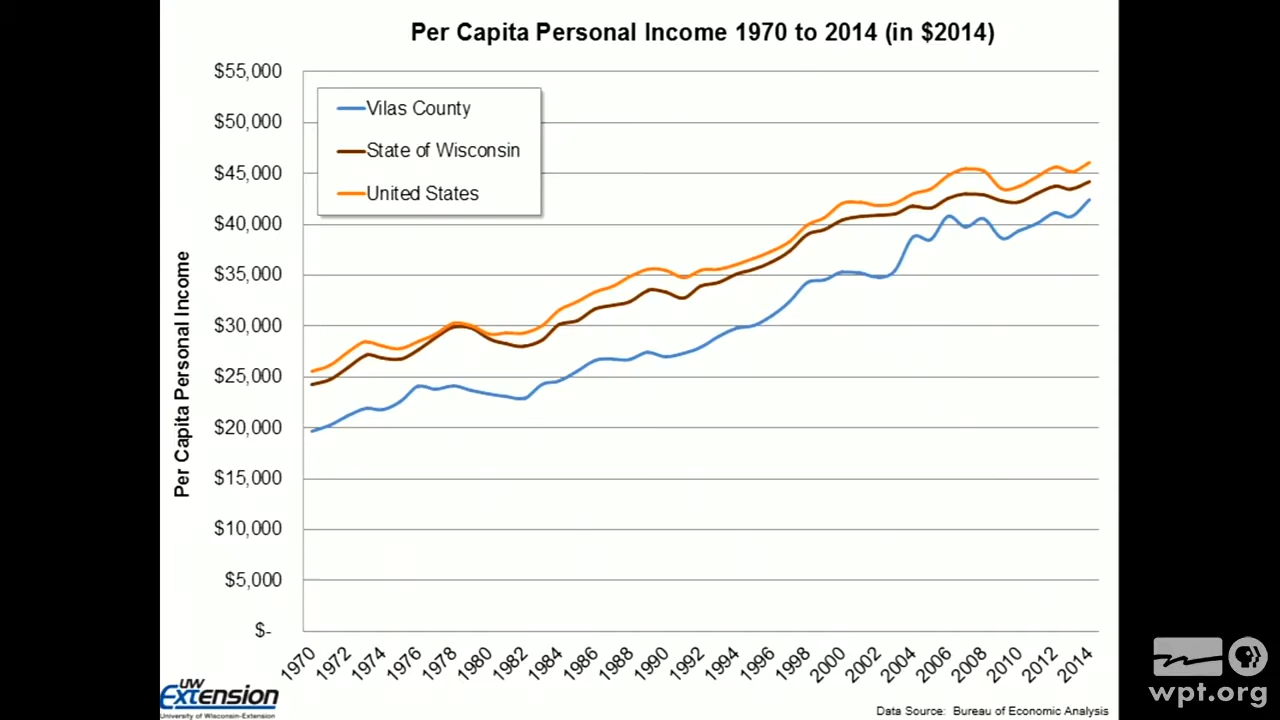 Per Capita Personal Income 1970 to 2014 (in $2014)
$55,000
$50,000
$45,000
$40,000
$35,000
$30,000
$25,000
$20,000
$15,000
$10,000
$5,000
$-
Per Capita Personal Income
Vilas County
State of Wisconsin
United States
1970 1972 1974 1976 1978 1980 1982 1984 1986 1988 1990 1992 1994 1996 1998 2000 2002 2004 2006 2008 2010 2012 2014
UW
Extension
University of Wisconsin-Extension
Data Source: Bureau of Economic Analysis
PBS
wpt.org